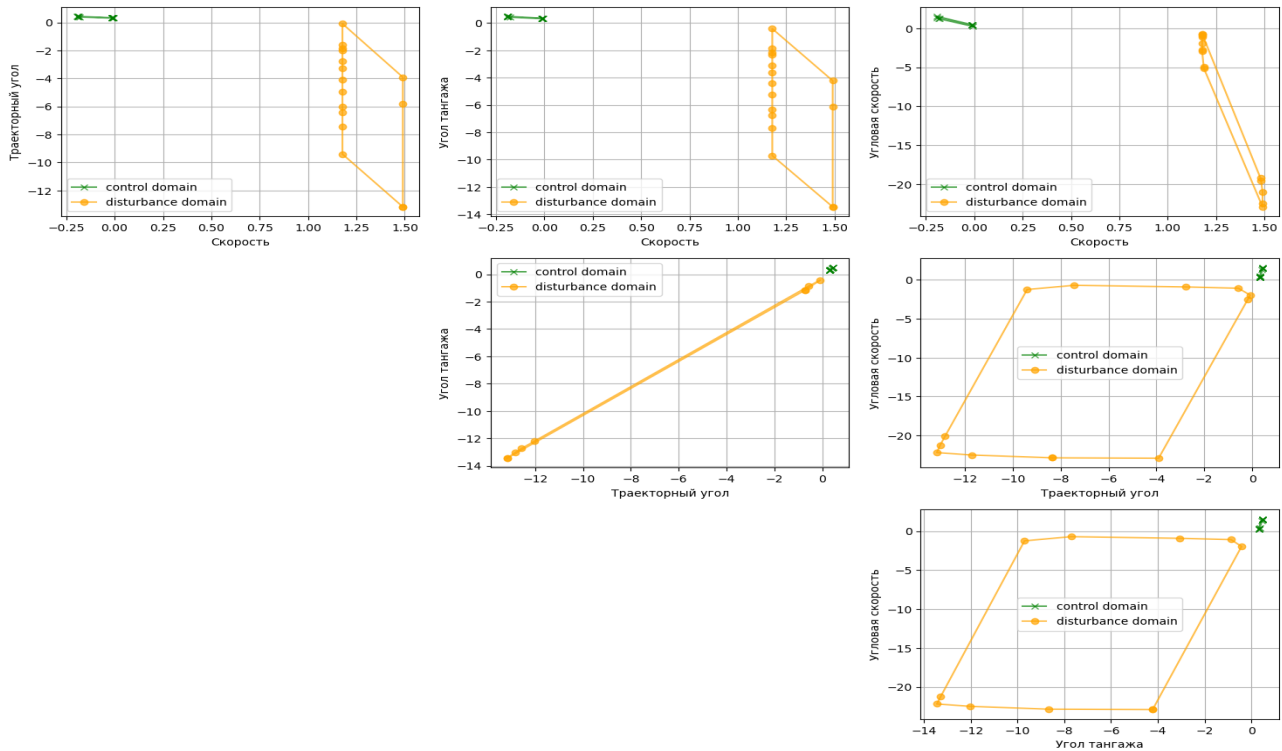 0
−2
−4
−6
−8
−10
−12
Траекторный угол
control domain
disturbance domain
−0.25 0.00 0.25 0.50 0.75 1.00 1.25 1.50
Скорость
0
−2
−4
−6
−8
−10
−12
−14
Угол тангажа
control domain
disturbance domain
−0.25 0.00 0.25 0.50 0.75 1.00 1.25 1.50
Скорость
0
−5
−10
−15
−20
Угловая скорость
control domain
disturbance domain
−0.25 0.00 0.25 0.50 0.75 1.00 1.25 1.50
Скорость
0
−2
−4
−6
−8
−10
−12
−14
Угол тангажа
control domain
disturbance domain
−12 −10 −8 −6 −4 −2 0
Траекторный угол
0
−5
−10
−15
−20
Угловая скорость
control domain
disturbance domain
−12 −10 −8 −6 −4 −2 0
Траекторный угол
0
−5
−10
−15
−20
Угловая скорость
control domain
disturbance domain
−14 −12 −10 −8 −6 −4 −2 0
Угол тангажа